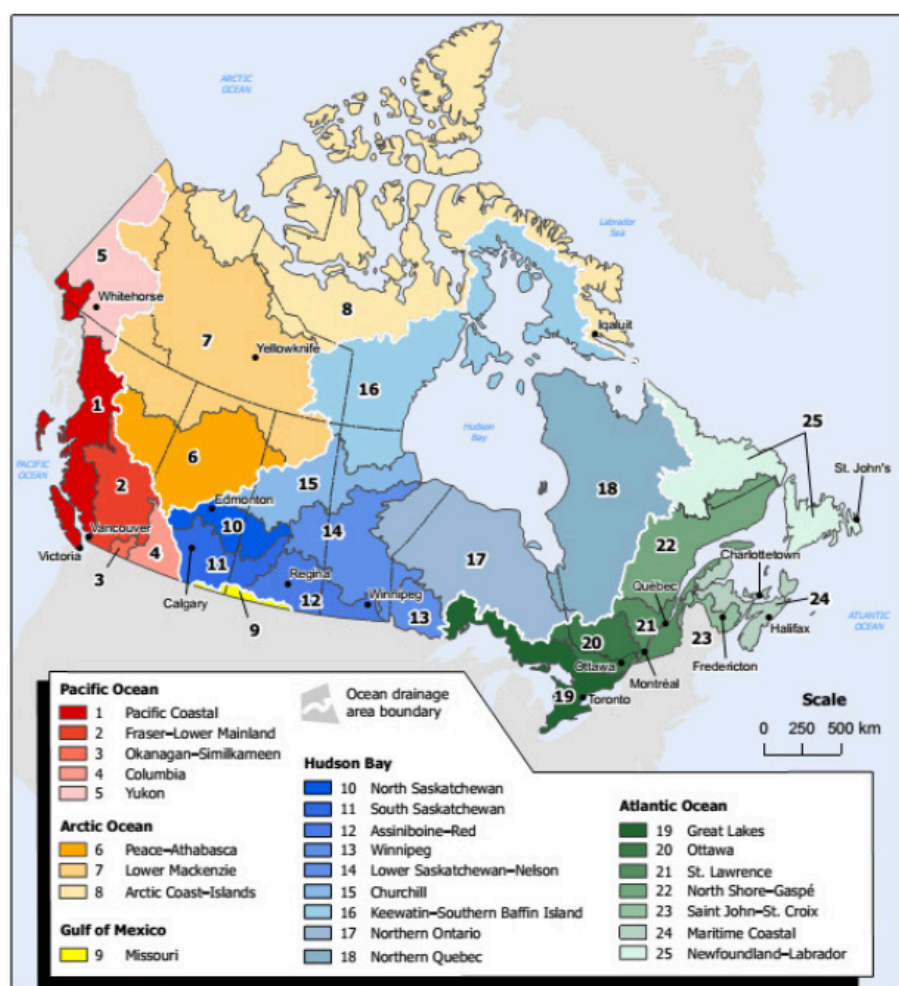 ARCTIC
OCEAN
Labrador
Sea
5
Whitehorse
8
Iqaluit
7
Yellowknife
16
1
Hudson
Bay
25
PACIFIC
OCEAN
6
St. John's
2
15
18
Edmonton
10
14
Vancouver
22
Charlottetown
Victoria
4
11
17
Regina
Québec
3
Calgary
12
Winnipeg
13
24
ATLANTIC
OCEAN
9
20
21
23
Halifax
Ottawa
Fredericton
Montréal
19
Toronto
Scale
0 250 500 km
Ocean drainage
area boundary
Pacific Ocean
1 Pacific Coastal
2 Fraser–Lower Mainland
3 Okanagan–Similkameen
4 Columbia
5 Yukon
Arctic Ocean
6 Peace–Athabasca
7 Lower Mackenzie
8 Arctic Coast–Islands
Gulf of Mexico
9 Missouri
Hudson Bay
10 North Saskatchewan
11 South Saskatchewan
12 Assiniboine–Red
13 Winnipeg
14 Lower Saskatchewan–Nelson
15 Churchill
16 Keewatin–Southern Baffin Island
17 Northern Ontario
18 Northern Quebec
Atlantic Ocean
19 Great Lakes
20 Ottawa
21 St. Lawrence
22 North Shore–Gaspé
23 Saint John–St. Croix
24 Maritime Coastal
25 Newfoundland–Labrador